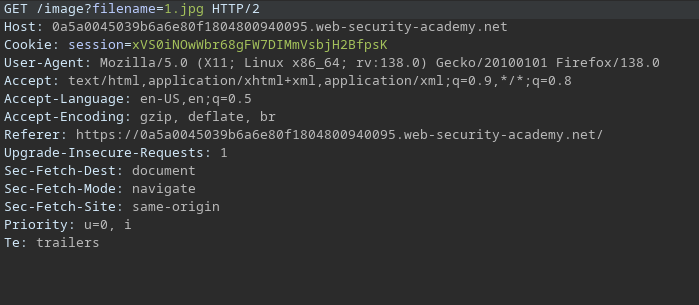 GET /image?filename=1.jpg HTTP/2
Host: 0a5a0045039b6a6e80f1804800940095.web-security-academy.net
Cookie: session=xVS0iNOwWbr68gFW7DIMmVsbjH2BfpsK
User-Agent: Mozilla/5.0 (X11; Linux x86_64; rv:138.0) Gecko/20100101 Firefox/138.0
Accept: text/html,application/xhtml+xml,application/xml;q=0.9,*/*;q=0.8
Accept-Language: en-US,en;q=0.5
Accept-Encoding: gzip, deflate, br
Referer: https://0a5a0045039b6a6e80f1804800940095.web-security-academy.net/
Upgrade-Insecure-Requests: 1
Sec-Fetch-Dest: document
Sec-Fetch-Mode: navigate
Sec-Fetch-Site: same-origin
Priority: u=0, i
Te: trailers